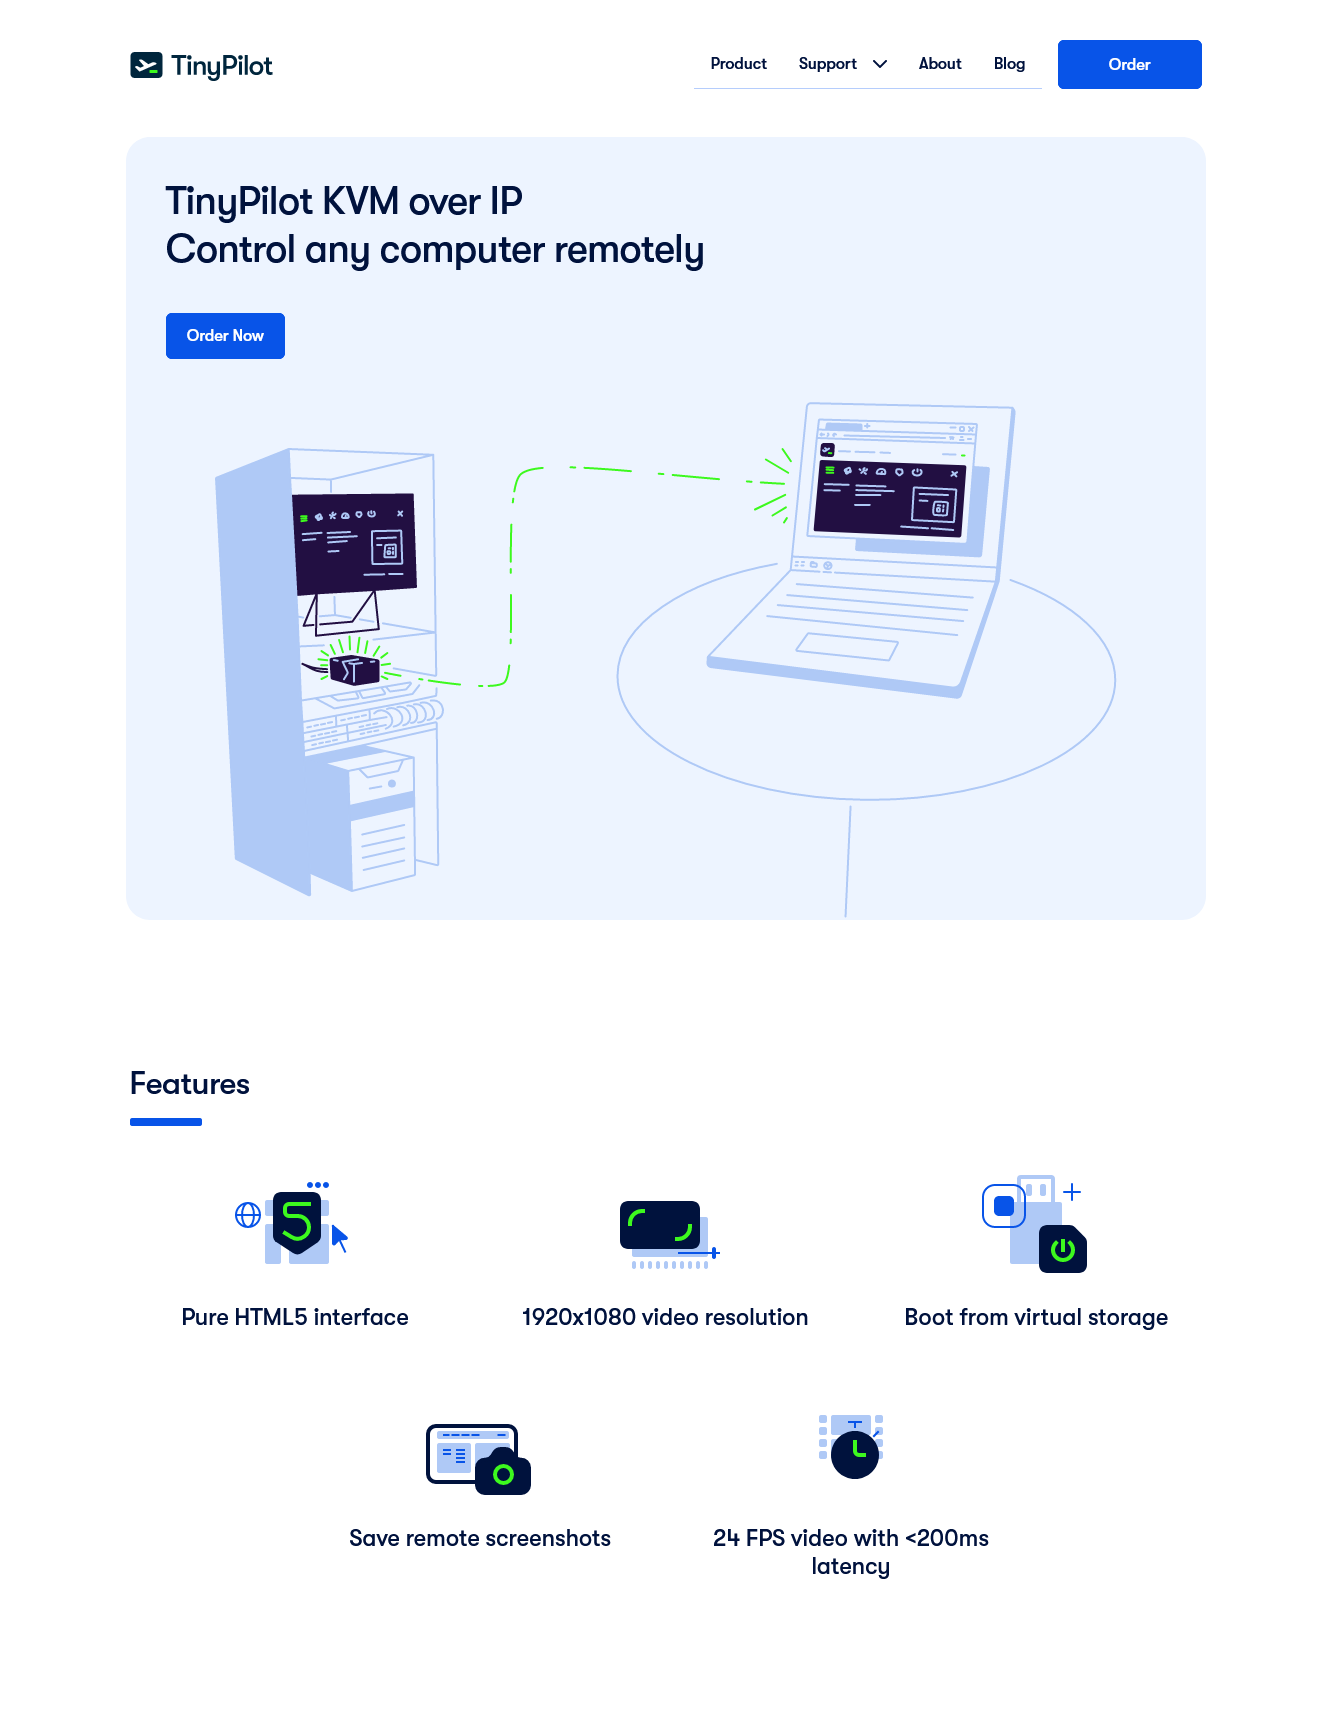 TinyPilot
Product
Support
About
Blog
Order
TinyPilot KVM over IP
Control any computer remotely
Order Now
Features
Pure HTML5 interface
1920x1080 video resolution
Boot from virtual storage
Save remote screenshots
24 FPS video with <200ms
latency